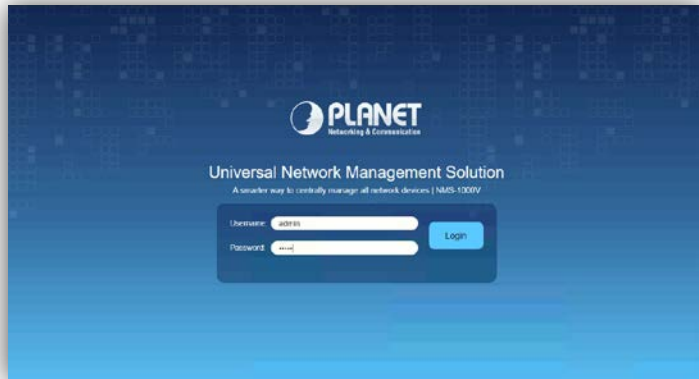 PLANET
Networking & Communication
Universal Network Management Solution
A smarter way to centrally manage all network devices | NMS-1000V
Username: admin
Password: •••••
Login